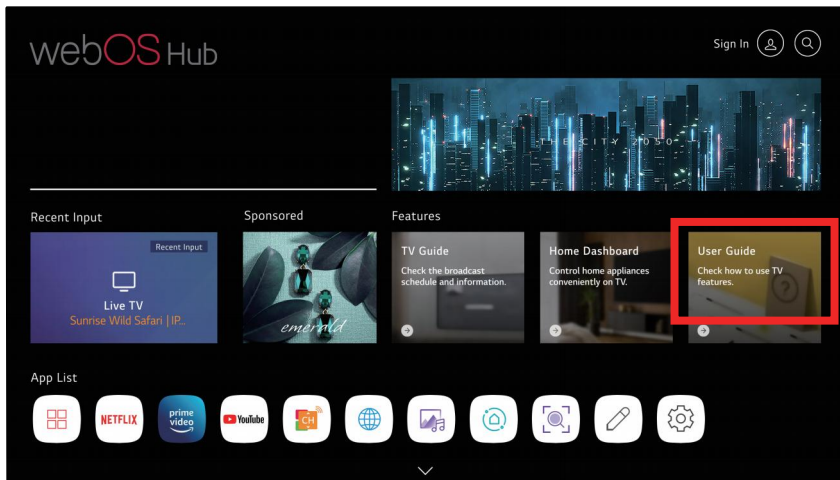 webOS Hub
Sign In
THE CITY 2050
Recent Input
Sponsored
Features
Recent Input
Live TV
Sunrise Wild Safari | IP...
emerald
TV Guide
Check the broadcast
schedule and information.
Home Dashboard
Control home appliances
conveniently on TV.
User Guide
Check how to use TV
features.
?
App List
NETFLIX
prime
video
YouTube
CH